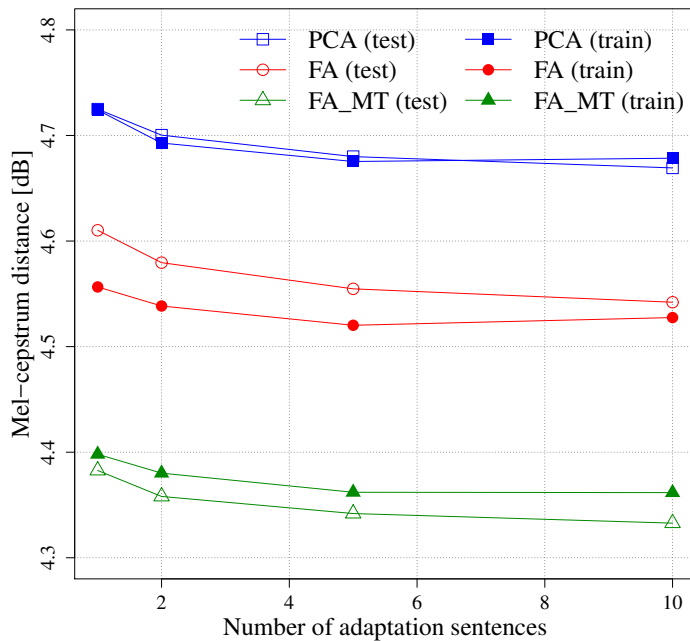 4.8
PCA (test) PCA (train)
FA (test) FA (train)
FA_MT (test) FA_MT (train)
4.7
4.6
4.5
4.4
4.3
Mel−cepstrum distance [dB]
2 4 6 8 10
Number of adaptation sentences